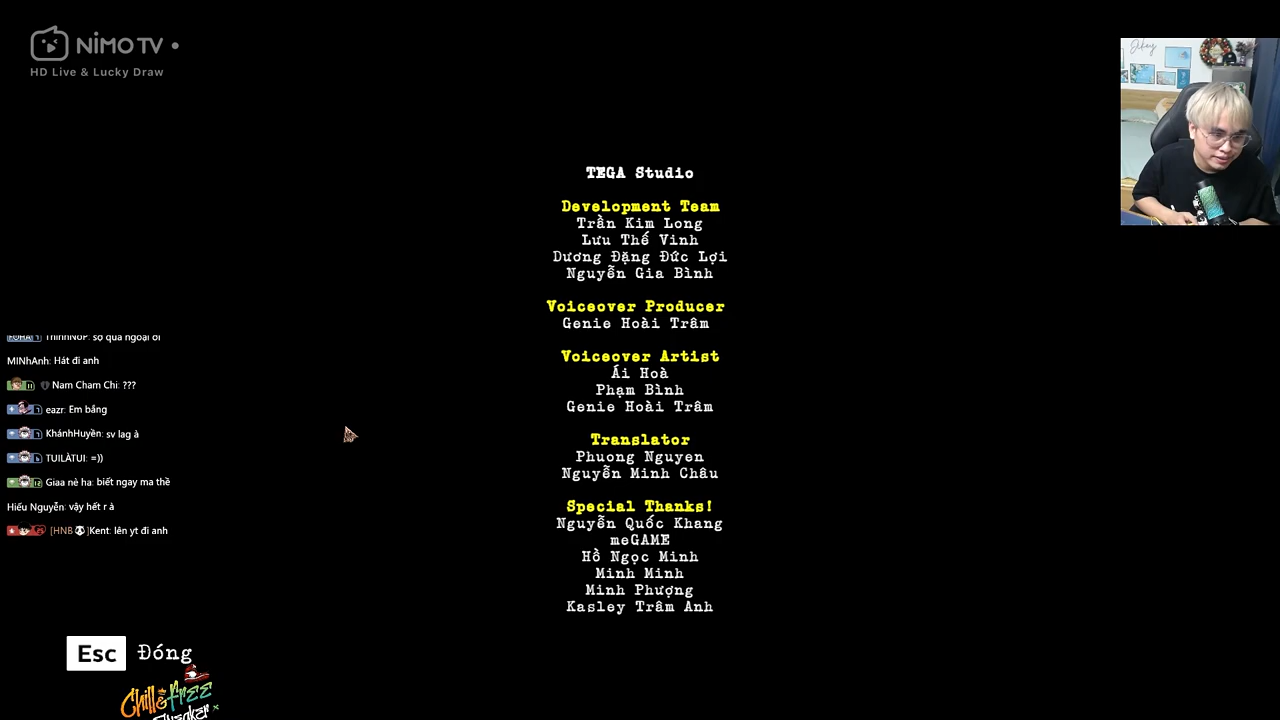 NIMO TV
HD Live & Lucky Draw
TEGA Studio
Development Team
Trần Kim Long
Lưu Thế Vinh
Dương Đặng Đức Lợi
Nguyễn Gia Bình
Voiceover Producer
Genie Hoài Trâm
Voiceover Artist
Ái Hoà
Phạm Bình
Genie Hoài Trâm
Translator
Phuong Nguyen
Nguyễn Minh Châu
Special Thanks!
Nguyễn Quốc Khang
meGAME
Hồ Ngọc Minh
Minh Minh
Minh Phượng
Kasley Trâm Anh
ThinhNOP: sợ quá ngoại ơi
MINhAnh: Hát đi anh
Nam Cham Chi: ???
eazr: Em bảng
KhánhHuyền: sv lag à
TUILÀTUI: =))
Giaa nè ha: biết ngay ma thề
Hiếu Nguyễn: vậy hết r à
[HNB]Kent: lên yt đi anh
Esc Đóng
Chill & free